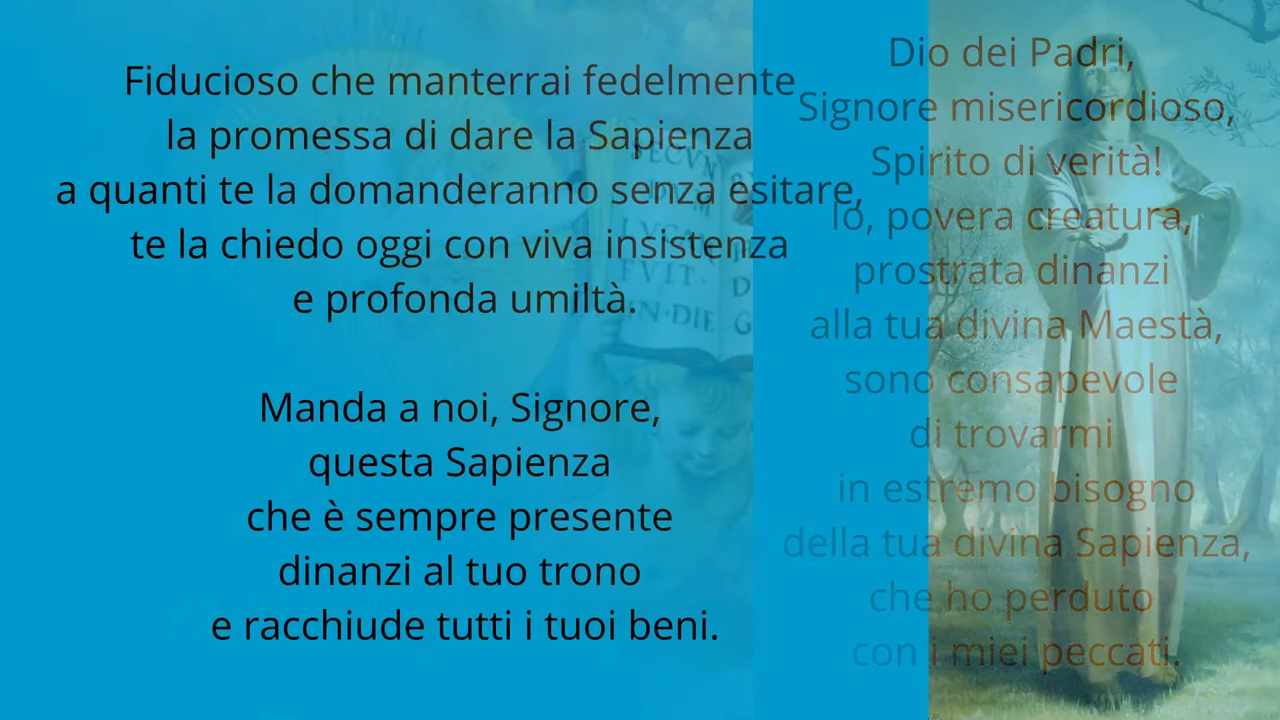 Fiducioso che manterrai fedelmente
la promessa di dare la Sapienza
a quanti te la domanderanno senza esitare,
te la chiedo oggi con viva insistenza
e profonda umiltà.
Manda a noi, Signore,
questa Sapienza
che è sempre presente
dinanzi al tuo trono
e racchiude tutti i tuoi beni.
Dio dei Padri,
Signore misericordioso,
Spirito di verità!
Io, povera creatura,
prostrata dinanzi
alla tua divina Maestà,
sono consapevole
di trovarmi
in estremo bisogno
della tua divina Sapienza,
che ho perduto
con i miei peccati.
FVIT